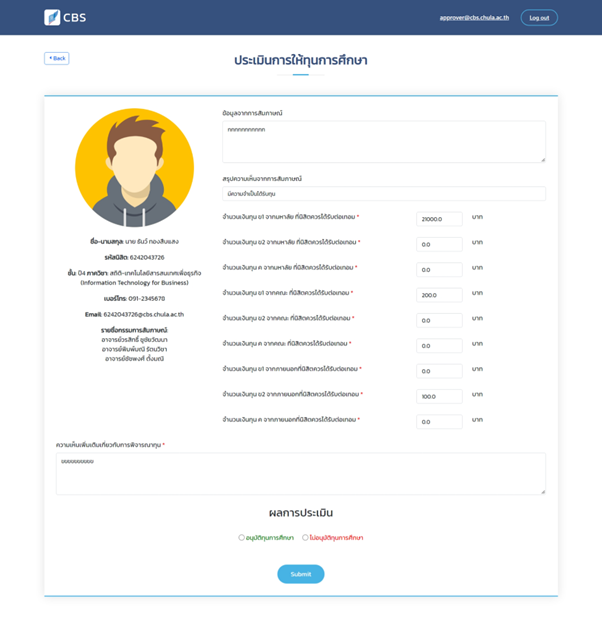 CBS
approver@cbs.chula.ac.th
Log out
Back
ประเมินการให้ทุนการศึกษา
ข้อมูลจากการสัมภาษณ์
กกกกกกกกกกก
สรุปความเห็นจากการสัมภาษณ์
มีความจำเป็นได้รับทุน
จำนวนเงินทุน ข1 จากมหาลัย ที่นิสิตควรได้รับต่อเทอม * 21000.0 บาท
จำนวนเงินทุน ข2 จากมหาลัย ที่นิสิตควรได้รับต่อเทอม * 0.0 บาท
จำนวนเงินทุน ค จากมหาลัย ที่นิสิตควรได้รับต่อเทอม * 0.0 บาท
จำนวนเงินทุน ข1 จากคณะ ที่นิสิตควรได้รับต่อเทอม * 200.0 บาท
จำนวนเงินทุน ข2 จากคณะ ที่นิสิตควรได้รับต่อเทอม * 0.0 บาท
จำนวนเงินทุน ค จากคณะ ที่นิสิตควรได้รับต่อเทอม * 0.0 บาท
จำนวนเงินทุน ข1 จากภายนอกที่นิสิตควรได้รับต่อเทอม * 0.0 บาท
จำนวนเงินทุน ข2 จากภายนอกที่นิสิตควรได้รับต่อเทอม * 100.0 บาท
จำนวนเงินทุน ค จากภายนอกที่นิสิตควรได้รับต่อเทอม * 0.0 บาท
ชื่อ-นามสกุล: นาย ธันวิ์ ทองสืบแสง
รหัสนิสิต: 6242043726
ชั้น: ปี4 ภาควิชา: สถิติ-เทคโนโลยีสารสนเทศเพื่อธุรกิจ
(Information Technology for Business)
เบอร์โทร: 091-2345678
Email: 6242043726@cbs.chula.ac.th
รายชื่อกรรมการสัมภาษณ์:
อาจารย์วรสิทธิ์ ชูชัยวัฒนา
อาจารย์พิมพ์มณี รัตนวิชา
อาจารย์ชัชพงศ์ ตั้งมณี
ความเห็นเพิ่มเติมเกี่ยวกับการพิจารณาทุน *
ผลการประเมิน
อนุมัติทุนการศึกษา ไม่อนุมัติทุนการศึกษา
Submit